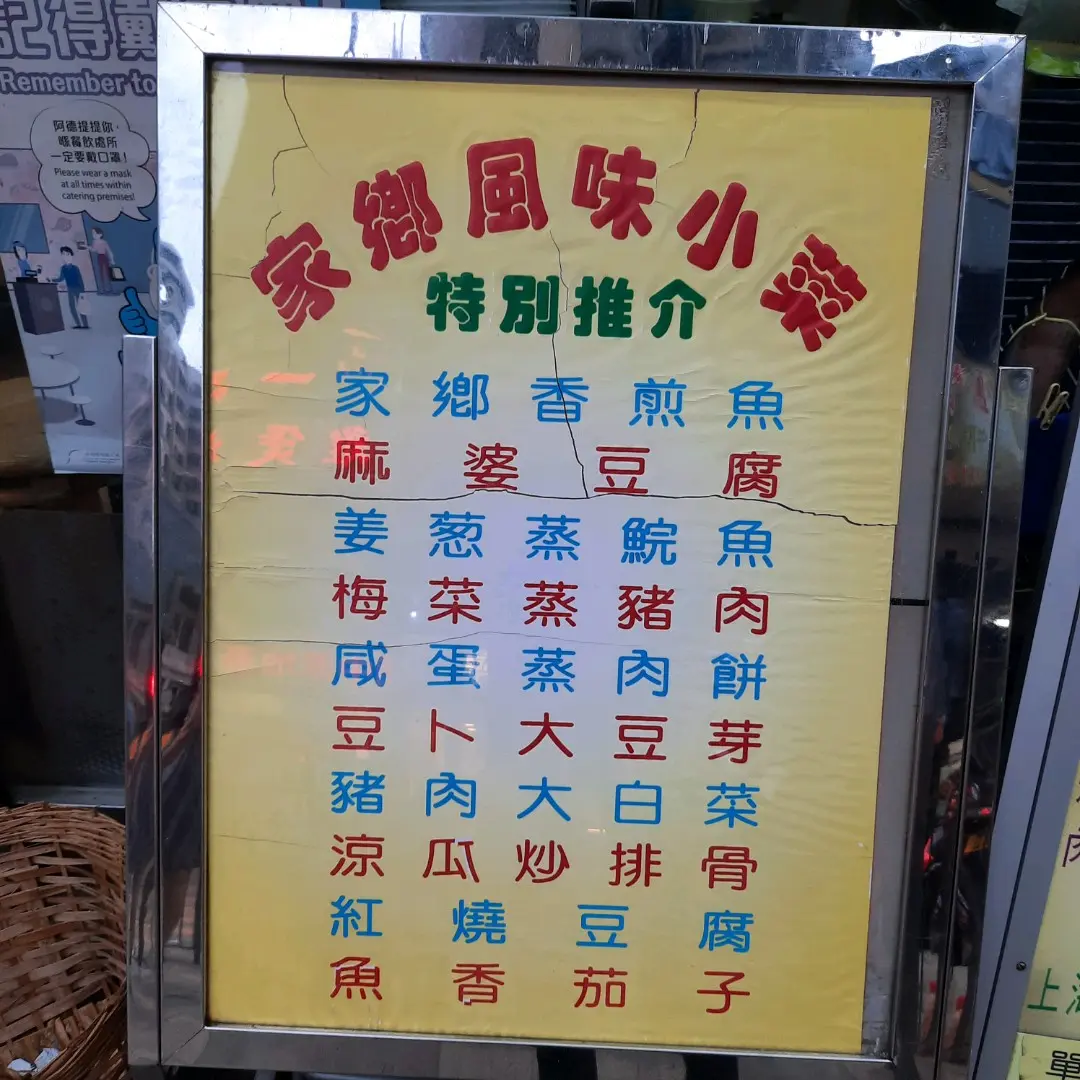 記得戴
Remember to
阿德提提你，
喺餐飲處所
一定要戴口罩！
Please wear a mask
at all times within
catering premises!
家鄉風味小菜
特別推介
家鄉香煎魚
麻婆豆腐
姜葱蒸鯇魚
梅菜蒸豬肉
咸蛋蒸肉餅
豆卜大豆芽
豬肉大白菜
涼瓜炒排骨
紅燒豆腐
魚香茄子
肉
上
單